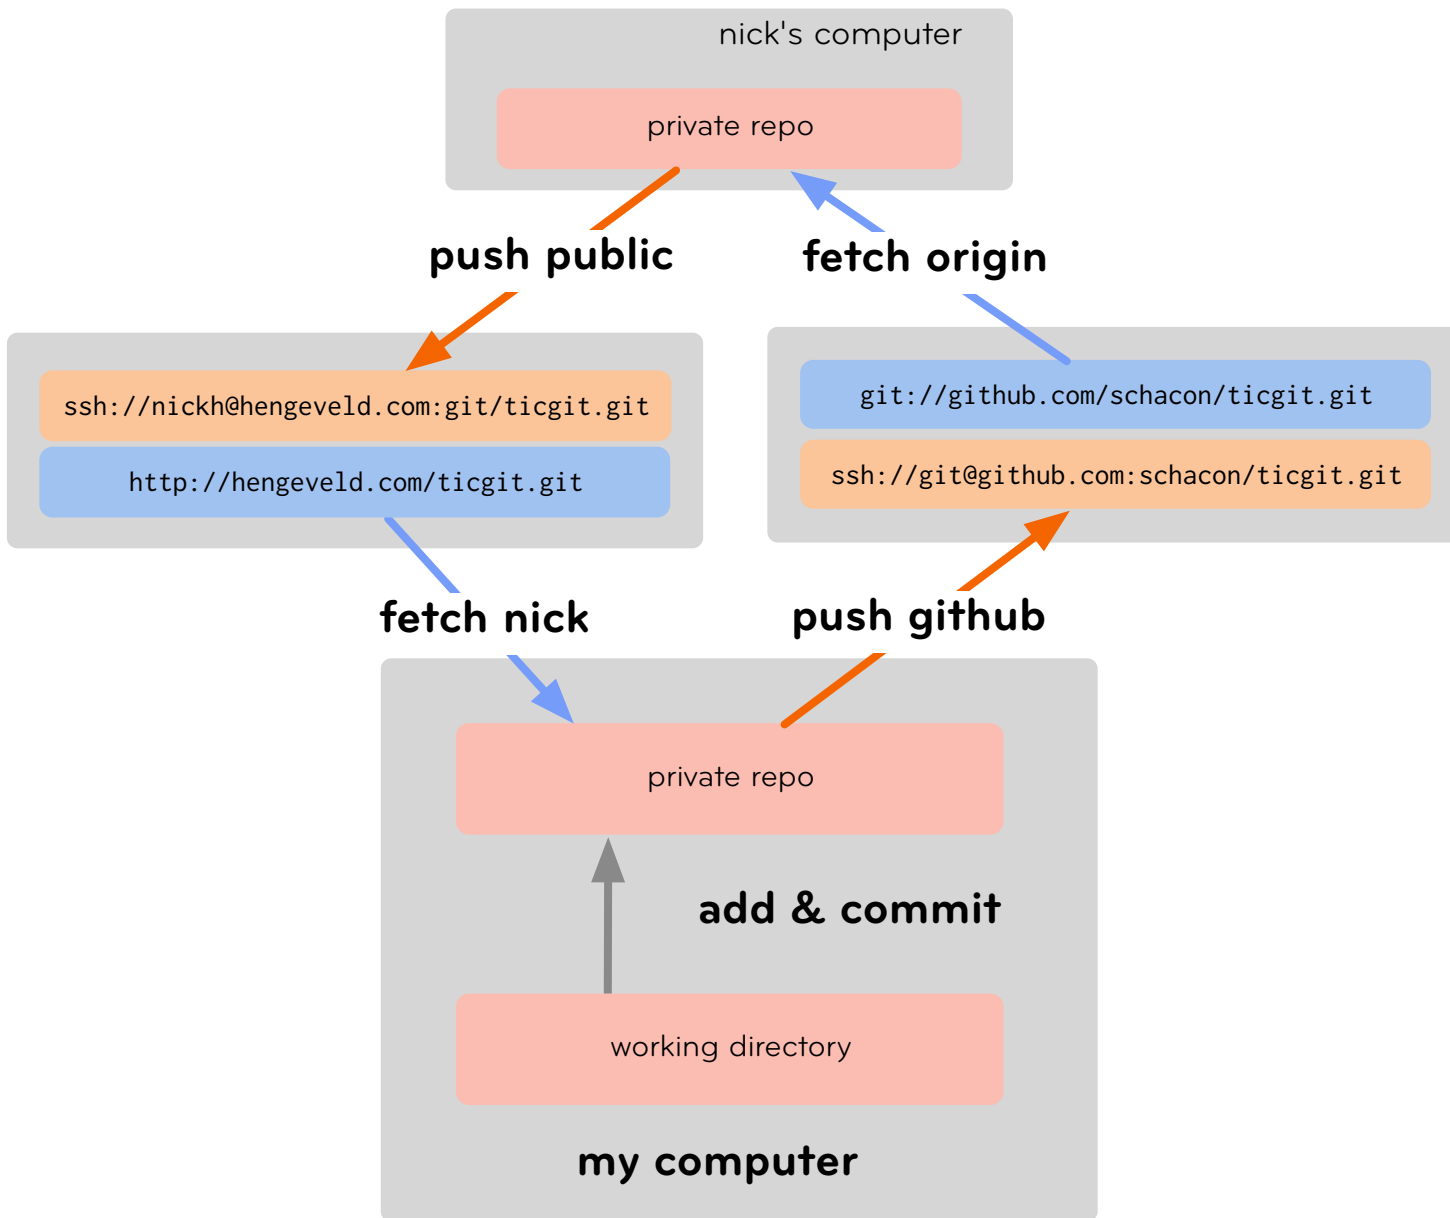 nick's computer
private repo
push public
fetch origin
ssh://nickh@hengeveld.com:git/ticgit.git
http://hengeveld.com/ticgit.git
git://github.com/schacon/ticgit.git
ssh://git@github.com:schacon/ticgit.git
fetch nick
push github
private repo
add & commit
working directory
my computer